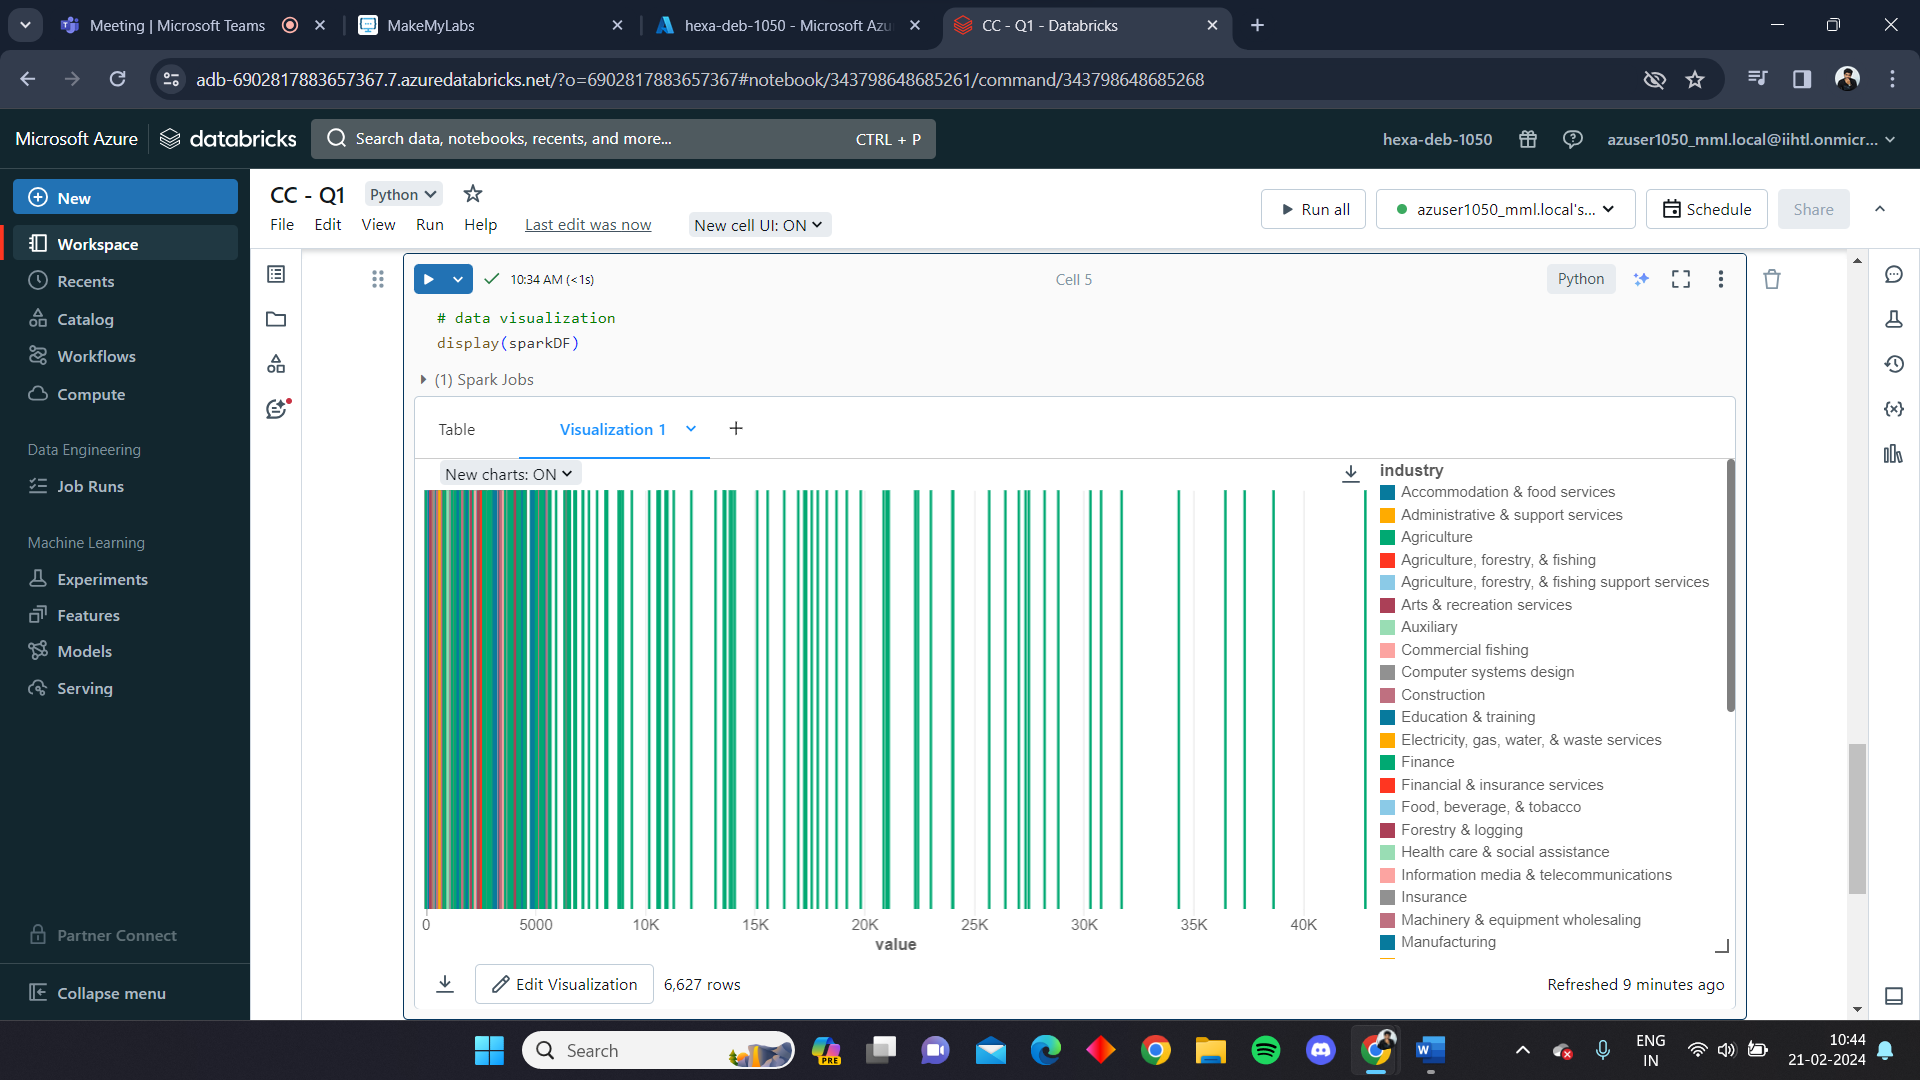 Meeting | Microsoft Teams
MakeMyLabs
hexa-deb-1050 - Microsoft Azu
CC - Q1 - Databricks
adb-6902817883657367.7.azuredatabricks.net/?o=6902817883657367#notebook/343798648685261/command/343798648685268
Microsoft Azure
databricks
Search data, notebooks, recents, and more...
CTRL + P
hexa-deb-1050
azuser1050_mml.local@iihtl.onmicr...
New
Workspace
Recents
Catalog
Workflows
Compute
Data Engineering
Job Runs
Machine Learning
Experiments
Features
Models
Serving
Partner Connect
Collapse menu
CC - Q1
Python
File
Edit
View
Run
Help
Last edit was now
New cell UI: ON
Run all
azuser1050_mml.local's...
Schedule
Share
10:34 AM (<1s)
Cell 5
Python
# data visualization
display(sparkDF)
(1) Spark Jobs
Table
Visualization 1
New charts: ON
industry
Accommodation & food services
Administrative & support services
Agriculture
Agriculture, forestry, & fishing
Agriculture, forestry, & fishing support services
Arts & recreation services
Auxiliary
Commercial fishing
Computer systems design
Construction
Education & training
Electricity, gas, water, & waste services
Finance
Financial & insurance services
Food, beverage, & tobacco
Forestry & logging
Health care & social assistance
Information media & telecommunications
Insurance
Machinery & equipment wholesaling
Manufacturing
0
5000
10K
15K
20K
25K
30K
35K
40K
value
Edit Visualization
6,627 rows
Refreshed 9 minutes ago
Search
PRE
W
ENG
IN
10:44
21-02-2024